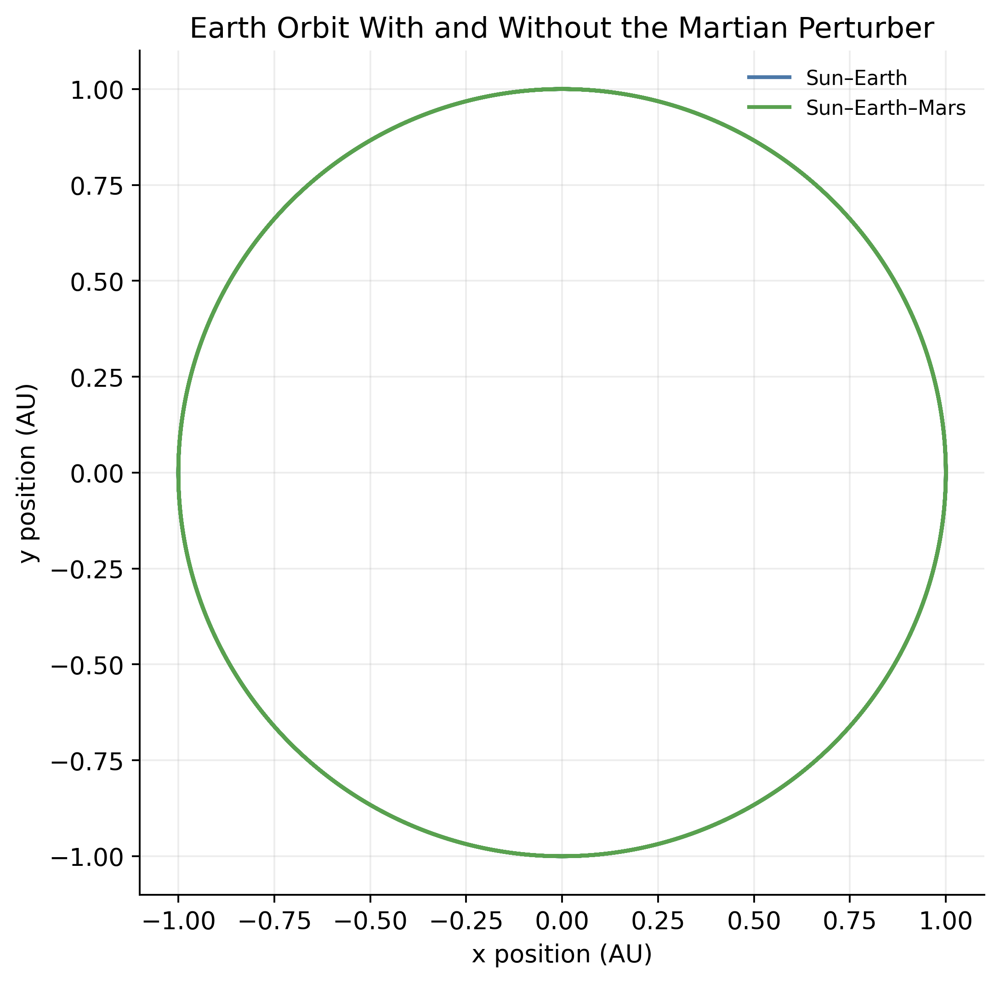 Earth Orbit With and Without the Martian Perturber
Sun–Earth
Sun–Earth–Mars
1.00
0.75
0.50
0.25
0.00
−0.25
−0.50
−0.75
−1.00
y position (AU)
−1.00 −0.75 −0.50 −0.25 0.00 0.25 0.50 0.75 1.00
x position (AU)